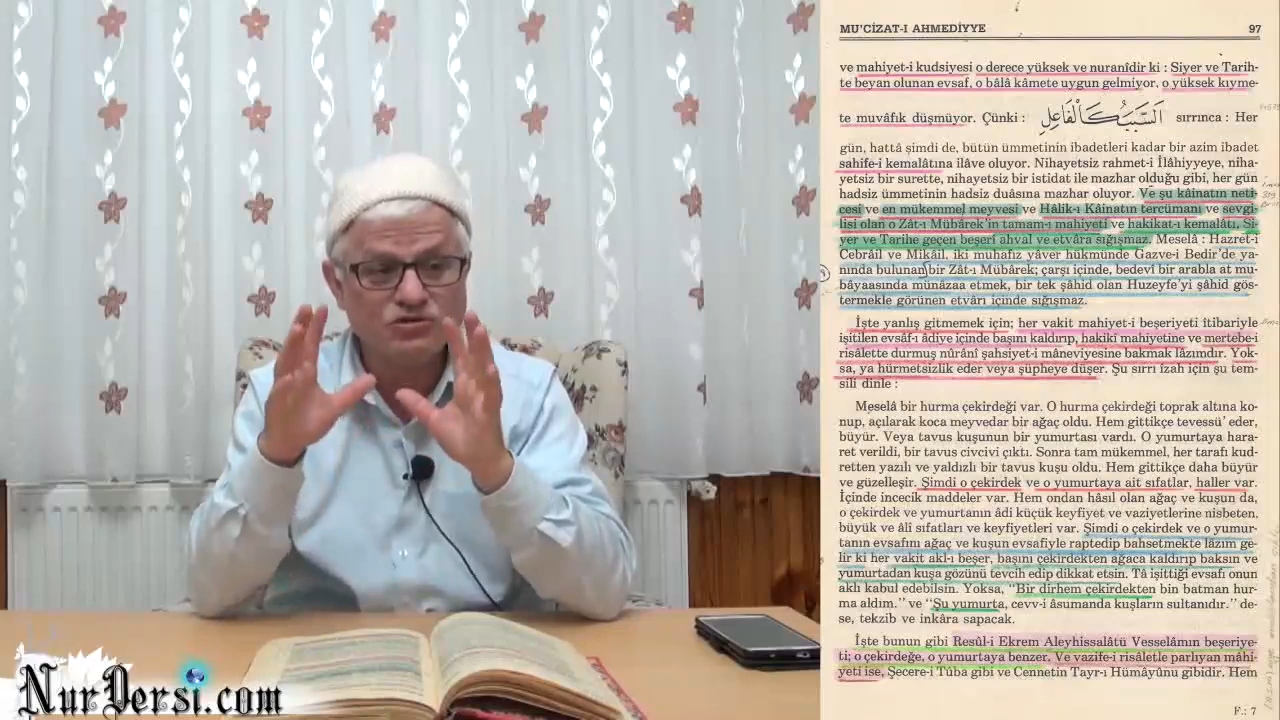 MU'CİZAT-I AHMEDİYYE 97
ve mahiyet-i kudsiyesi o derece yüksek ve nuranîdir ki : Siyer ve Tarih-
te beyan olunan evsaf, o bâlâ kâmete uygun gelmiyor, o yüksek kıyme-
te muvâfık düşmüyor. Çünki : اَلسَّبَبُ كَالْفَاعِلِ sırrınca : Her
gün, hattâ şimdi de, bütün ümmetinin ibadetleri kadar bir azim ibadet
sahife-i kemalâtına ilâve oluyor. Nihayetsiz rahmet-i İlâhiyyeye, niha-
yetsiz bir surette, nihayetsiz bir istidat ile mazhar olduğu gibi, her gün
hadsiz ümmetinin hadsiz duâsına mazhar oluyor. Ve şu kâinatın neti-
cesi ve en mükemmel meyvesi ve Hâlik-ı Kâinatın tercümanı ve sevgi-
lisi olan o Zât-ı Mübârek'in tamam-ı mahiyeti ve hakikat-ı kemalâtı, Si-
yer ve Tarihe geçen beşerî ahval ve etvâra sığışmaz. Meselâ : Hazret-i
Cebrâil ve Mikâil, iki muhafız yâver hükmünde Gazve-i Bedir'de ya-
nında bulunan bir Zât-ı Mübârek; çarşı içinde, bedevî bir arabla at mu-
bâyaasında münâzaa etmek, bir tek şâhid olan Huzeyfe'yi şâhid gös-
termekle görünen etvârı içinde sığışmaz.
İşte yanlış gitmemek için; her vakit mahiyet-i beşeriyeti itibariyle
işitilen evsâf-ı âdiye içinde başını kaldırıp, hakikî mahiyetine ve mertebe-i
risâlette durmuş nûrânî şahsiyet-i mâneviyesine bakmak lâzımdır. Yok-
sa, ya hürmetsizlik eder veya şüpheye düşer. Şu sırrı izah için şu tem-
sili dinle :
Meselâ bir hurma çekirdeği var. O hurma çekirdeği toprak altına ko-
nup, açılarak koca meyvedar bir ağaç oldu. Hem gittikçe tevessü' eder,
büyür. Veya tavus kuşunun bir yumurtası vardı. O yumurtaya hara-
ret verildi, bir tavus civcivi çıktı. Sonra tam mükemmel, her tarafı kud-
retten yazılı ve yaldızlı bir tavus kuşu oldu. Hem gittikçe daha büyür
ve güzelleşir. Şimdi o çekirdek ve o yumurtaya ait sıfatlar, haller var.
İçinde incecik maddeler var. Hem ondan hâsıl olan ağaç ve kuşun da,
o çekirdek ve yumurtanın âdi küçük keyfiyet ve vaziyetlerine nisbeten,
büyük ve âli sıfatları ve keyfiyetleri var. Şimdi o çekirdek ve o yumur-
tanın evsafını ağaç ve kuşun evsafiyle raptedip bahsetmekte lâzım ge-
lir ki her vakit akl-ı beşer, başını çekirdekten ağaca kaldırıp baksın ve
yumurtadan kuşa gözünü tevcih edip dikkat etsin. Tâ işittiği evsafı onun
aklı kabul edebilsin. Yoksa, "Bir dirhem çekirdekten bin batman hur-
ma aldım." ve "Şu yumurta, cevv-i âsumanda kuşların sultanıdır." de-
se, tekzib ve inkâra sapacak.
İşte bunun gibi Resûl-i Ekrem Aleyhissalâtü Vesselâmın beşeriye-
ti; o çekirdeğe, o yumurtaya benzer. Ve vazife-i risâletle parlıyan mâhi-
yeti ise, Şecere-i Tûba gibi ve Cennetin Tayr-ı Hümâyûnu gibidir. Hem
F.: 7
NurDersi.com